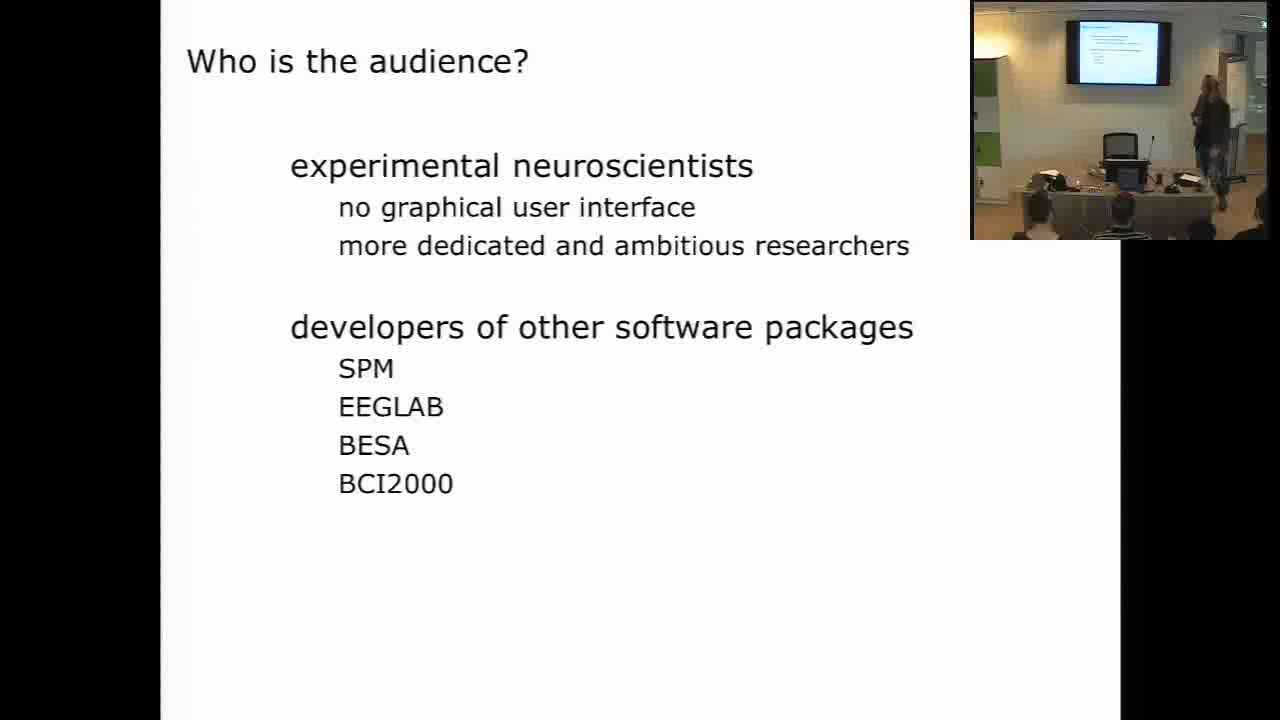 Who is the audience?
experimental neuroscientists
no graphical user interface
more dedicated and ambitious researchers
developers of other software packages
SPM
EEGLAB
BESA
BCI2000